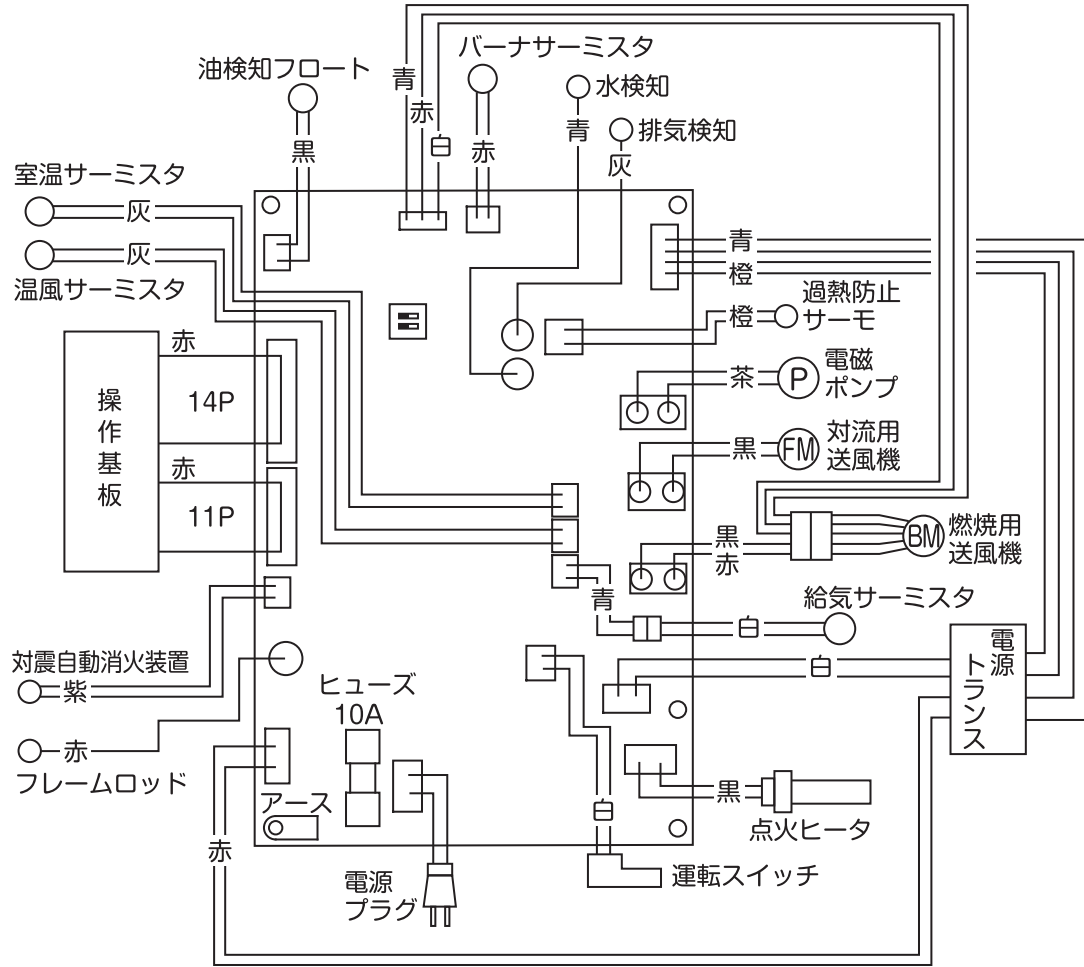 バーナサーミスタ
油検知フロート
青
水検知
赤
青
排気検知
白
赤
黒
灰
室温サーミスタ
灰
灰
温風サーミスタ
青
橙
過熱防止
サーモ
橙
赤
14P
操作基板
赤
11P
茶
P
電磁
ポンプ
黒
FM
対流用
送風機
黒
赤
BM
燃焼用
送風機
青
白
給気サーミスタ
対震自動消火装置
紫
白
電源
トランス
赤
フレームロッド
ヒューズ
10A
アース
赤
白
黒
点火ヒータ
電源
プラグ
運転スイッチ